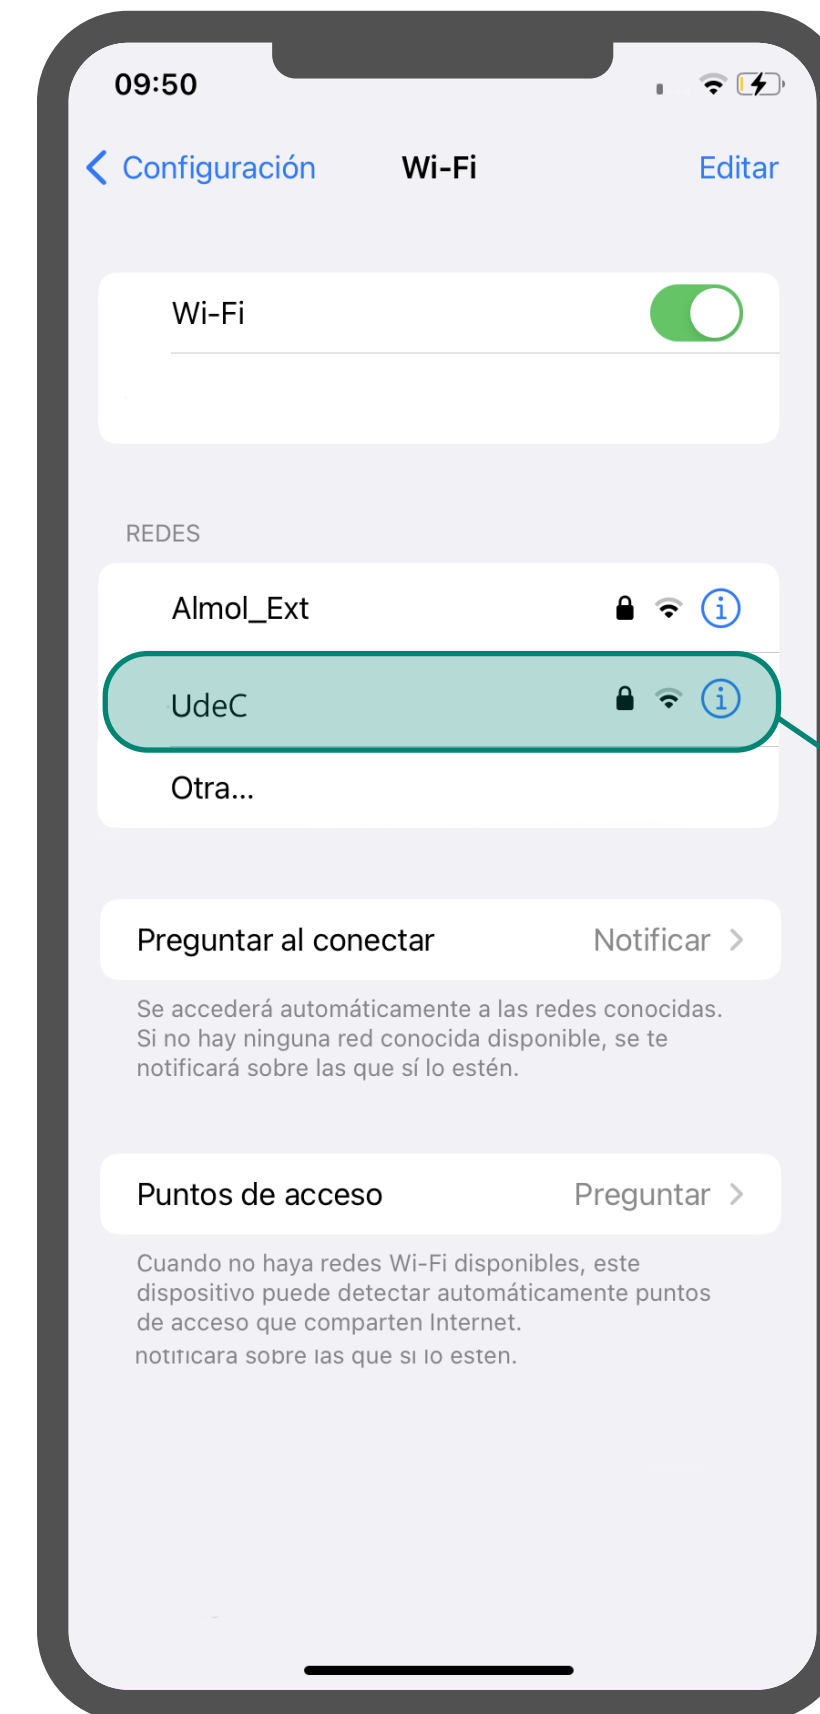 09:50
Configuración Wi-Fi Editar
Wi-Fi
REDES
Almol_Ext
UdeC
Otra...
Preguntar al conectar Notificar
Se accederá automáticamente a las redes conocidas.
Si no hay ninguna red conocida disponible, se te
notificará sobre las que sí lo estén.
Puntos de acceso Preguntar
Cuando no haya redes Wi-Fi disponibles, este
dispositivo puede detectar automáticamente puntos
de acceso que comparten Internet.
notificara sobre las que si lo esten.